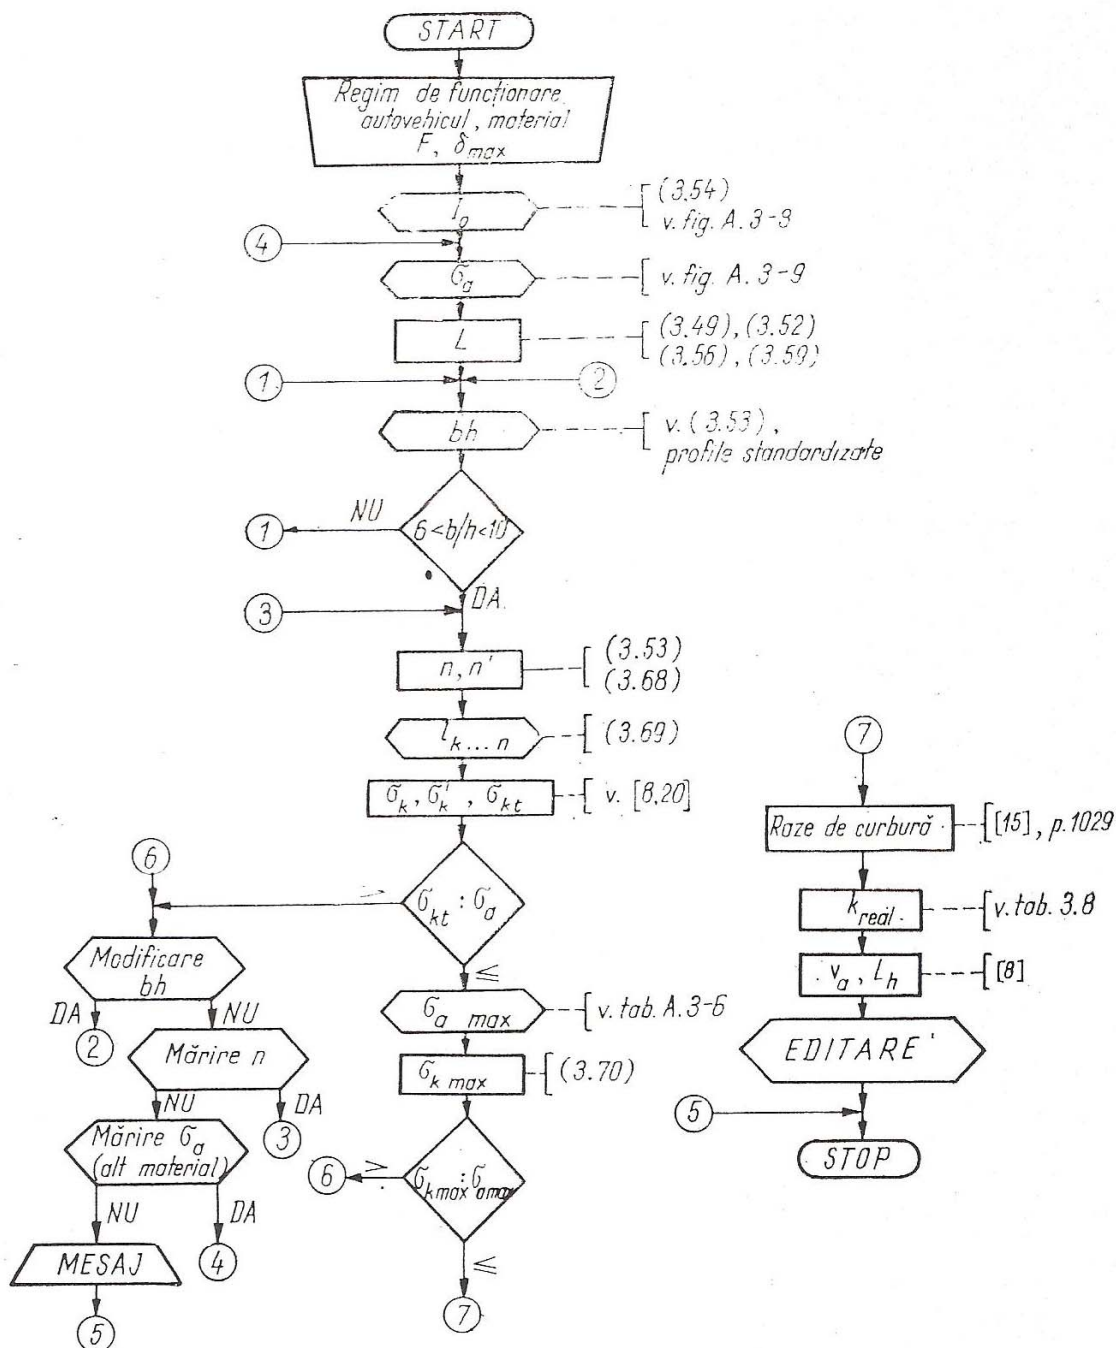 START
Regim de funcționare
autovehicul, material
F, δmax
(3.54)
v. fig. A. 3-8
4
σa
v. fig. A. 3-9
L
(3.49), (3.52)
(3.56), (3.59)
1
2
bh
v. (3.53),
profile standardizate
NU
1
6<b/h<10
DA
3
n, n'
(3.53)
(3.68)
lk...n
(3.69)
σk, σk', σkt
v. [8,20]
6
>
σkt : σa
≤
Modificare
bh
DA
NU
2
Mărire n
NU
DA
3
Mărire σa
(alt material)
NU
DA
4
MESAJ
5
σa max
v. tab. A. 3-6
σk max
(3.70)
6
>
σkmax : σamax
≤
7
7
Raze de curbură
[15], p. 1029
kreal
v. tab. 3.8
va, Lh
[8]
EDITARE
5
STOP